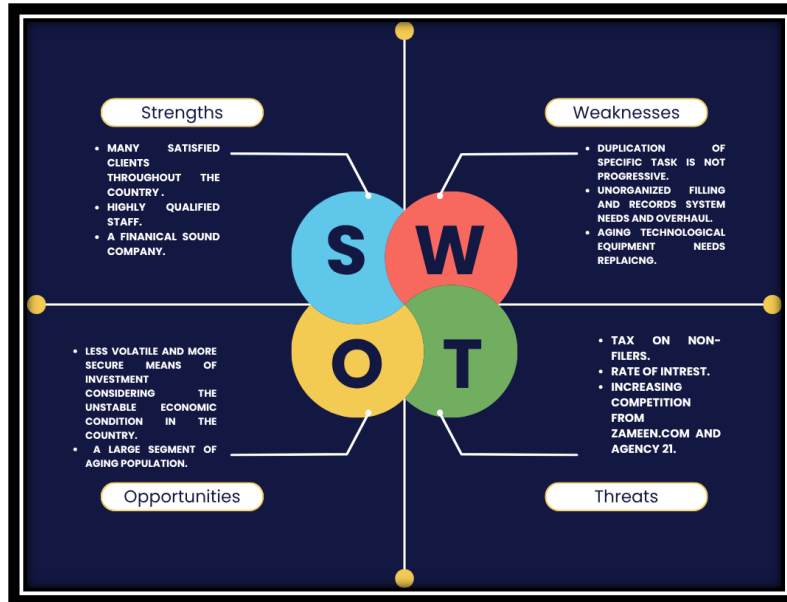 Strengths
• MANY SATISFIED
CLIENTS
THROUGHOUT THE
COUNTRY .
• HIGHLY QUALIFIED
STAFF.
• A FINANICAL SOUND
COMPANY.
Weaknesses
• DUPLICATION OF
SPECIFIC TASK IS NOT
PROGRESSIVE.
• UNORGANIZED FILLING
AND RECORDS SYSTEM
NEEDS AND OVERHAUL.
• AGING TECHNOLOGICAL
EQUIPMENT NEEDS
REPLAICNG.
S W
O T
• LESS VOLATILE AND MORE
SECURE MEANS OF
INVESTMENT
CONSIDERING THE
UNSTABLE ECONOMIC
CONDITION IN THE
COUNTRY.
• A LARGE SEGMENT OF
AGING POPULATION.
Opportunities
• TAX ON NON-
FILERS.
• RATE OF INTREST.
• INCREASING
COMPETITION
FROM
ZAMEEN.COM AND
AGENCY 21.
Threats